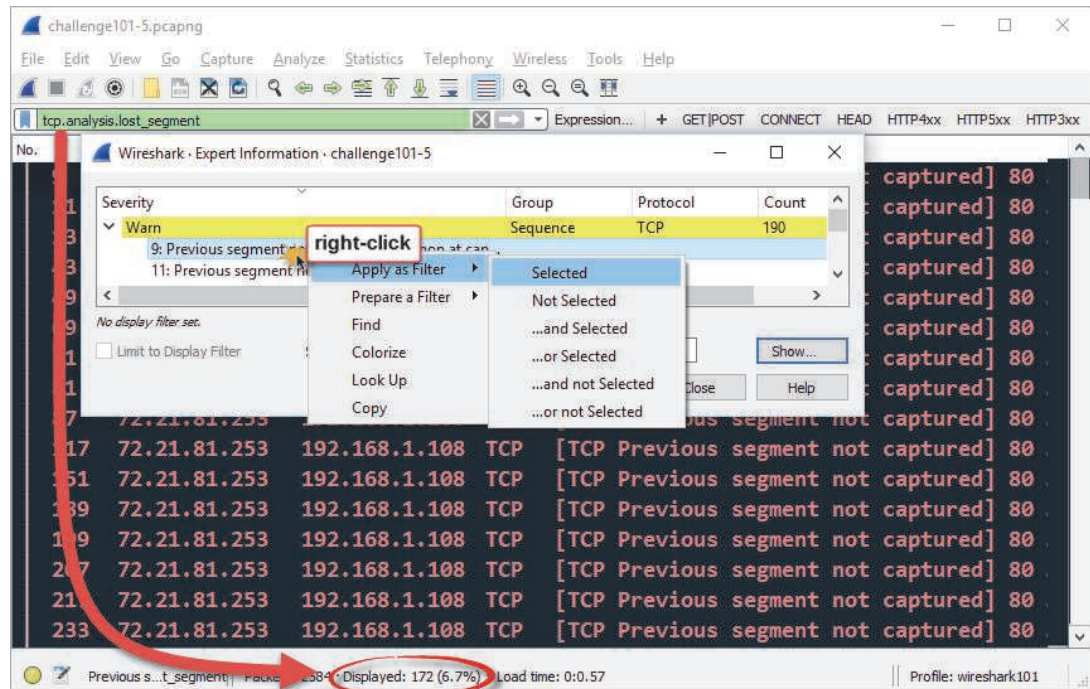 challenge101-5.pcapng
File Edit View Go Capture Analyze Statistics Telephony Wireless Tools Help
tcp.analysis.lost_segment Expression... + GET|POST CONNECT HEAD HTTP4xx HTTP5xx HTTP3xx
No.
Wireshark · Expert Information · challenge101-5
captured] 80
captured] 80
captured] 80
captured] 80
captured] 80
captured] 80
captured] 80
captured] 80
Severity Group Protocol Count
Warn Sequence TCP 190
9: Previous segment
right-click
11: Previous segment
No display filter set.
Limit to Display Filter
Show...
Close Help
Apply as Filter
Prepare a Filter
Find
Colorize
Look Up
Copy
Selected
Not Selected
...and Selected
...or Selected
...and not Selected
...or not Selected
72.21.81.253 segment not captured] 80
117 72.21.81.253 192.168.1.108 TCP [TCP Previous segment not captured] 80
72.21.81.253 192.168.1.108 TCP [TCP Previous segment not captured] 80
72.21.81.253 192.168.1.108 TCP [TCP Previous segment not captured] 80
72.21.81.253 192.168.1.108 TCP [TCP Previous segment not captured] 80
72.21.81.253 192.168.1.108 TCP [TCP Previous segment not captured] 80
72.21.81.253 192.168.1.108 TCP [TCP Previous segment not captured] 80
233 72.21.81.253 192.168.1.108 TCP [TCP Previous segment not captured] 80
Previous s...t_segment Displayed: 172 (6.7%) Load time: 0:0.57 Profile: wireshark101